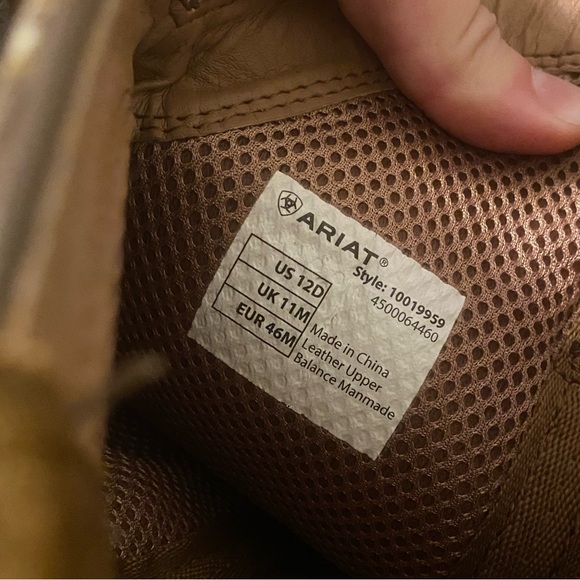 ARIAT®
Style: 10019959
4500064460
US 12D
UK 11M
EUR 46M
Made in China
Leather Upper
Balance Manmade